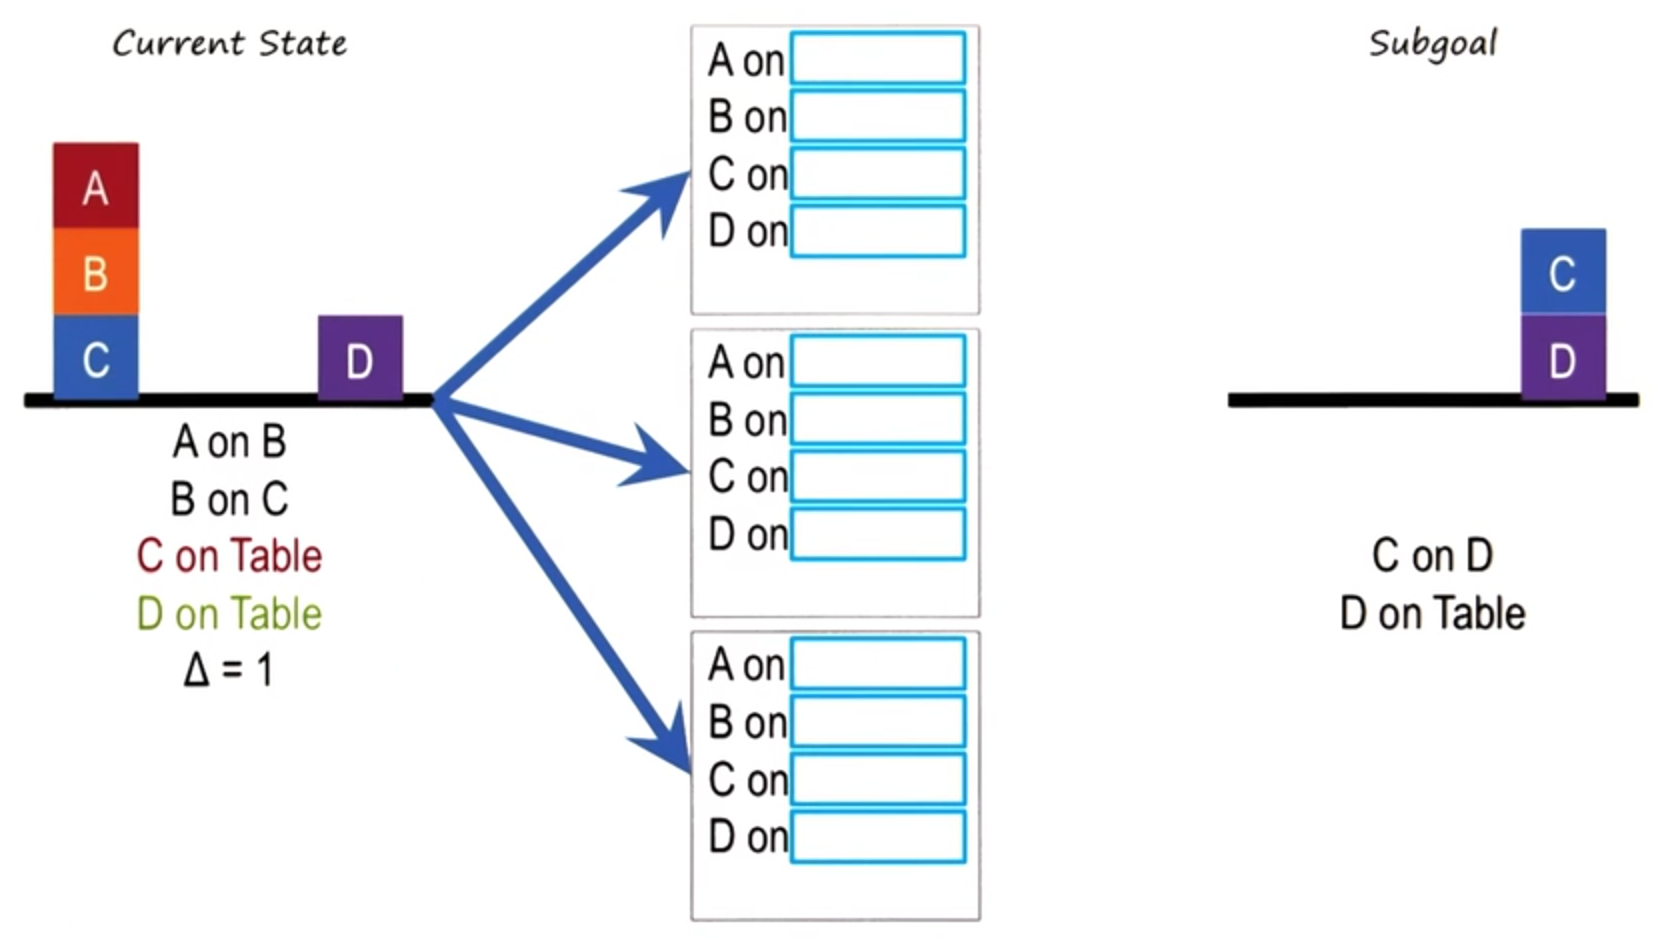 Current State
A
B
C
D
A on B
B on C
C on Table
D on Table
Δ = 1
A on
B on
C on
D on
A on
B on
C on
D on
A on
B on
C on
D on
Subgoal
C
D
C on D
D on Table